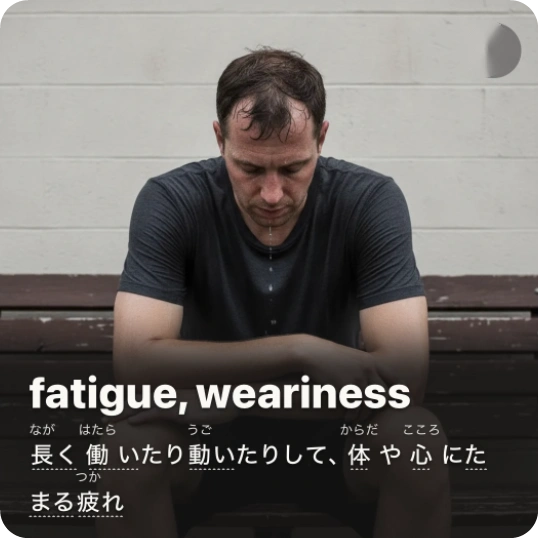 fatigue, weariness
なが はたら うご からだ こころ
長く働いたり動いたりして、体や心にた
つか
まる疲れ